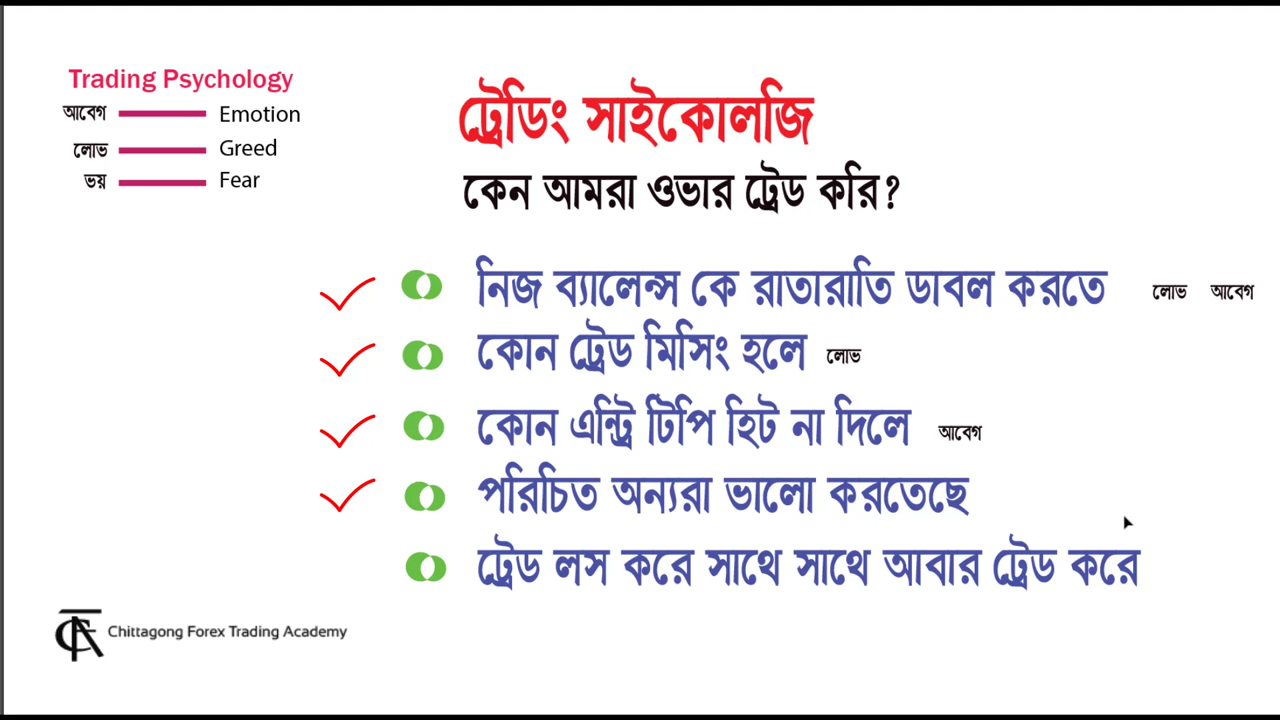 Trading Psychology
আবেগ Emotion
লোভ Greed
ভয় Fear
ট্রেডিং সাইকোলজি
কেন আমরা ওভার ট্রেড করি?
নিজ ব্যালেন্স কে রাতারাতি ডাবল করতে লোভ আবেগ
কোন ট্রেড মিসিং হলে লোভ
কোন এন্ট্রি টিপি হিট না দিলে আবেগ
পরিচিত অন্যরা ভালো করতেছে
ট্রেড লস করে সাথে সাথে আবার ট্রেড করে
Chittagong Forex Trading Academy